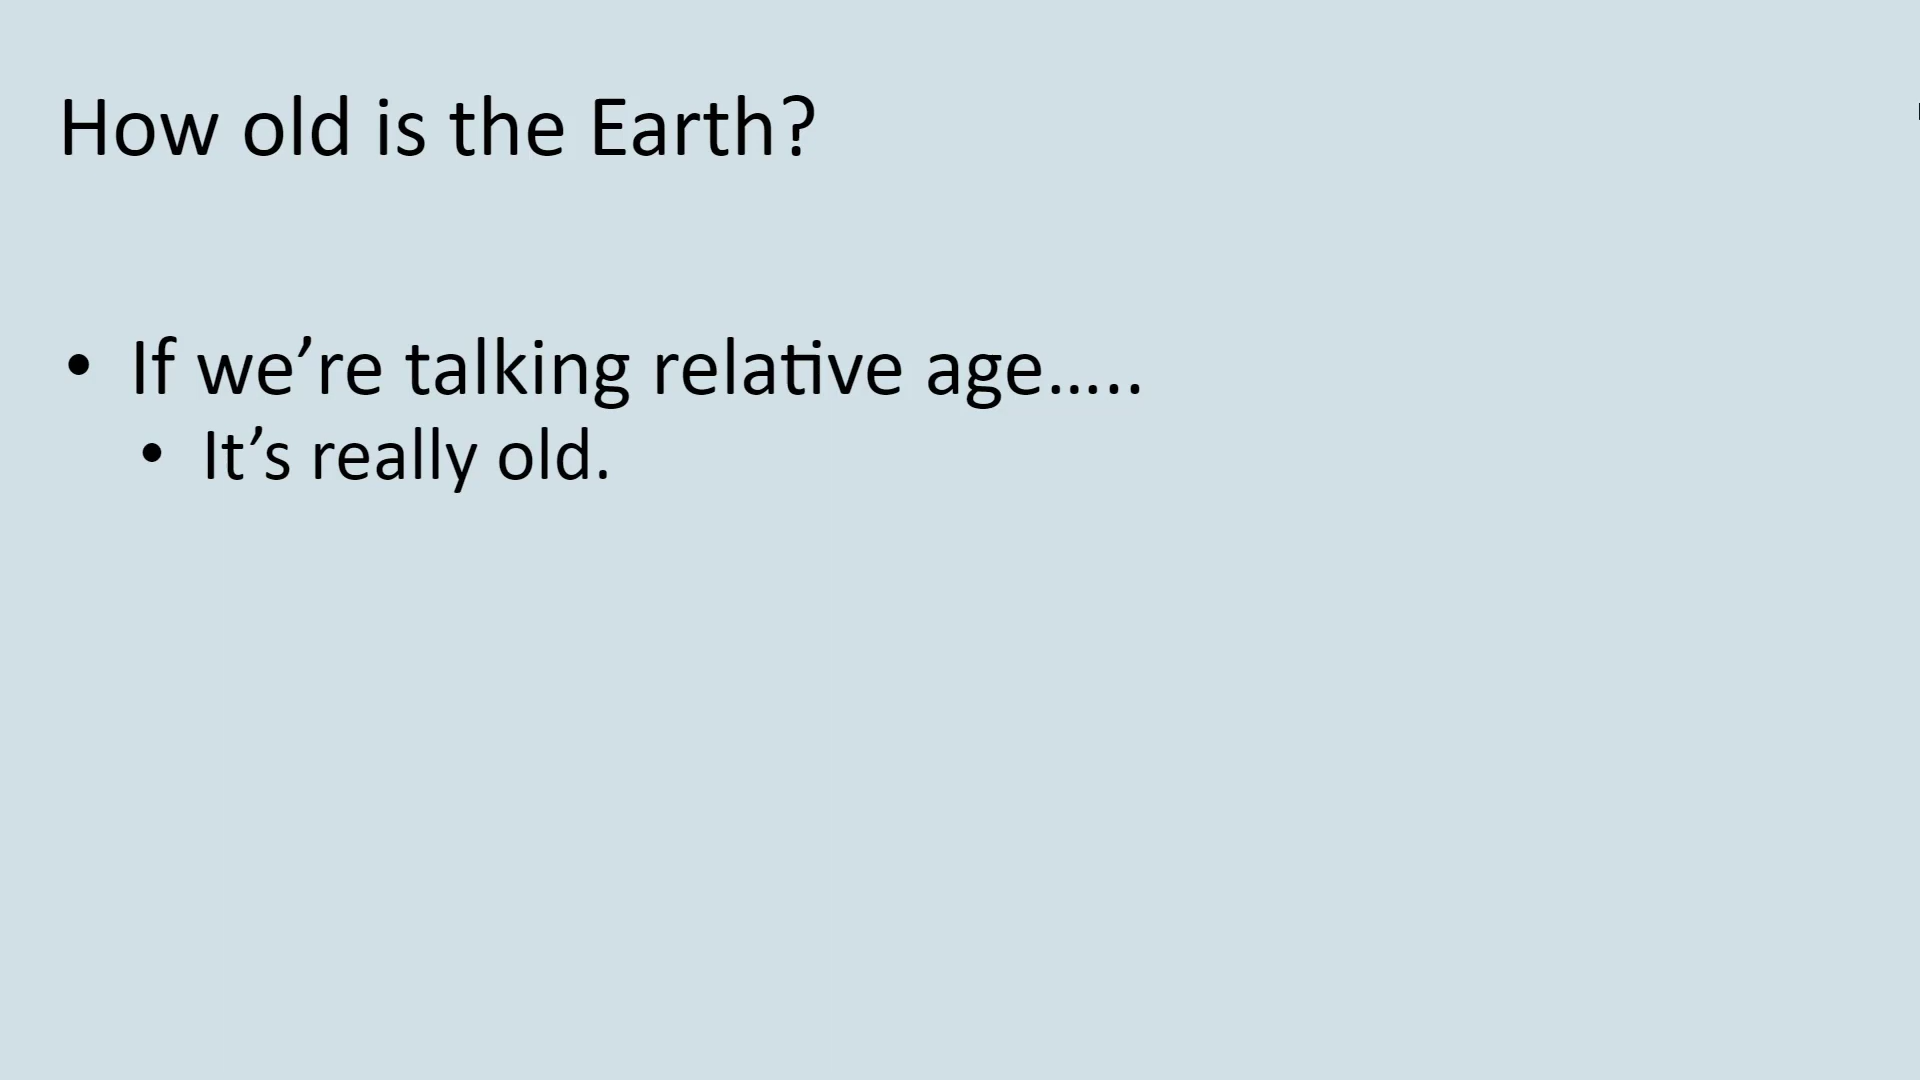 How old is the Earth?
• If we’re talking relative age…..
• It’s really old.